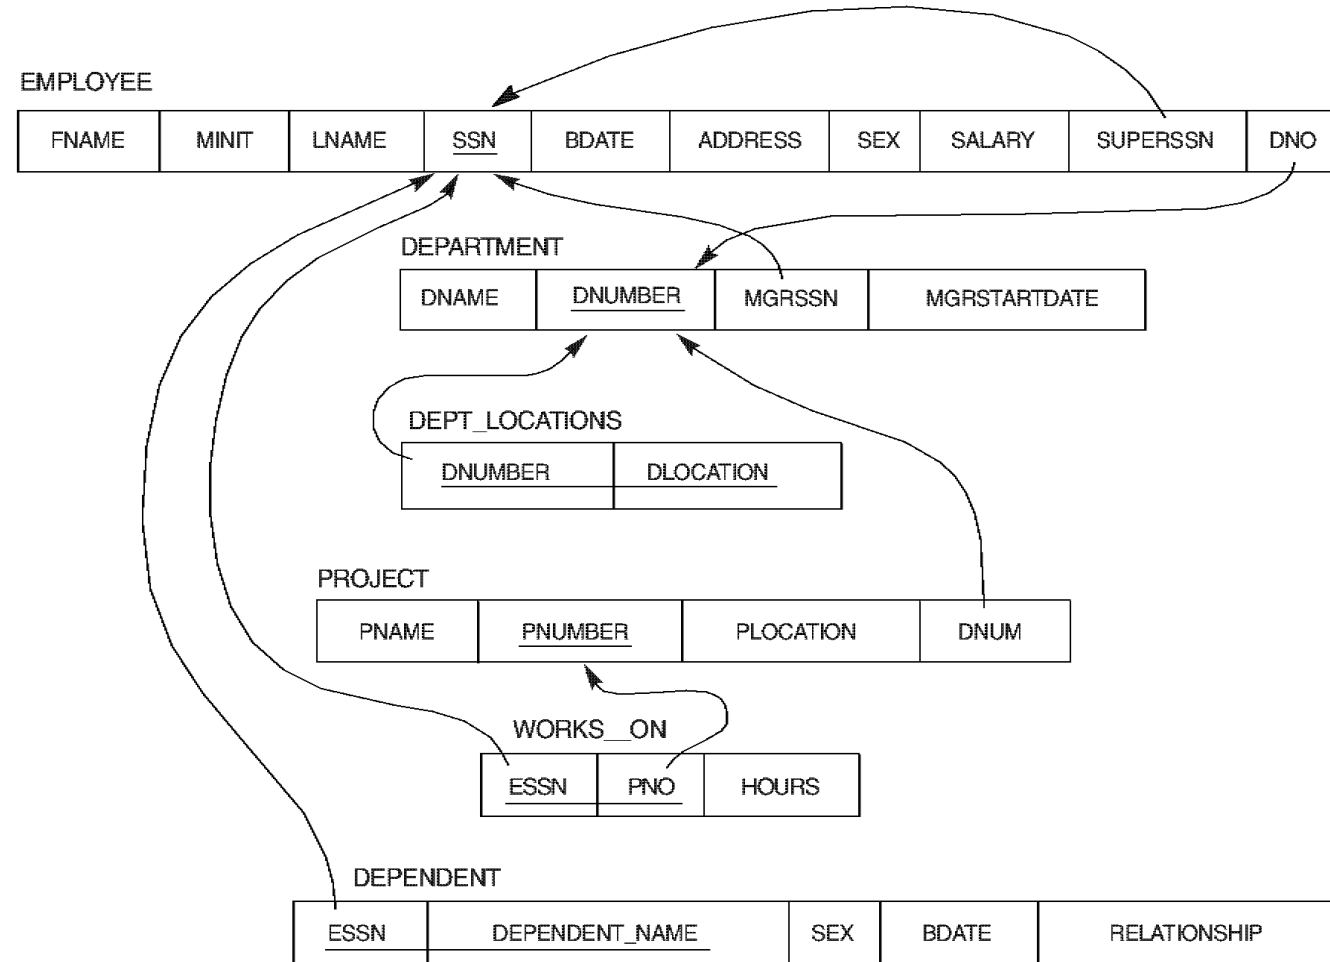 EMPLOYEE
FNAME MINIT LNAME SSN BDATE ADDRESS SEX SALARY SUPERSSN DNO
DEPARTMENT
DNAME DNUMBER MGRSSN MGRSTARTDATE
DEPT_LOCATIONS
DNUMBER DLOCATION
PROJECT
PNAME PNUMBER PLOCATION DNUM
WORKS__ON
ESSN PNO HOURS
DEPENDENT
ESSN DEPENDENT_NAME SEX BDATE RELATIONSHIP